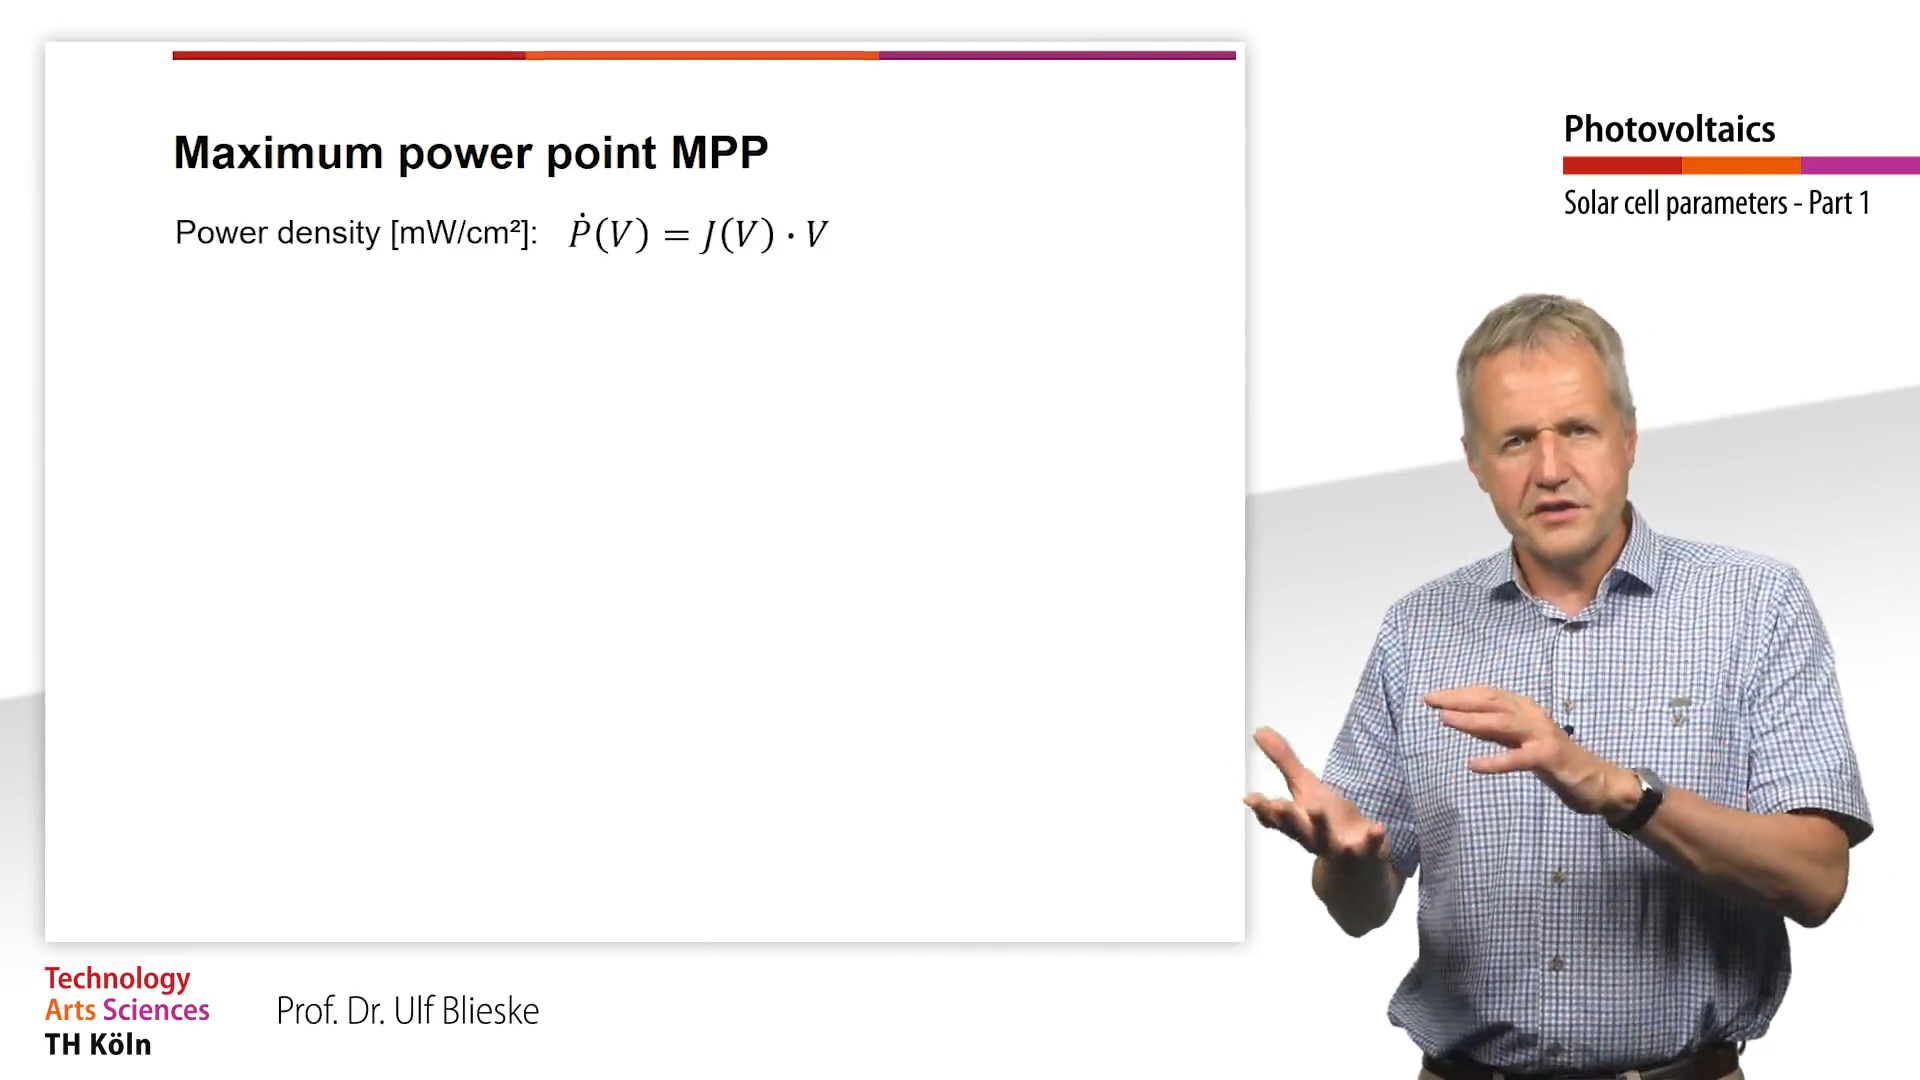 Maximum power point MPP
Power density [mW/cm²]: Ṗ(V) = J(V) · V
Photovoltaics
Solar cell parameters - Part 1
Technology
Arts Sciences
TH Köln
Prof. Dr. Ulf Blieske